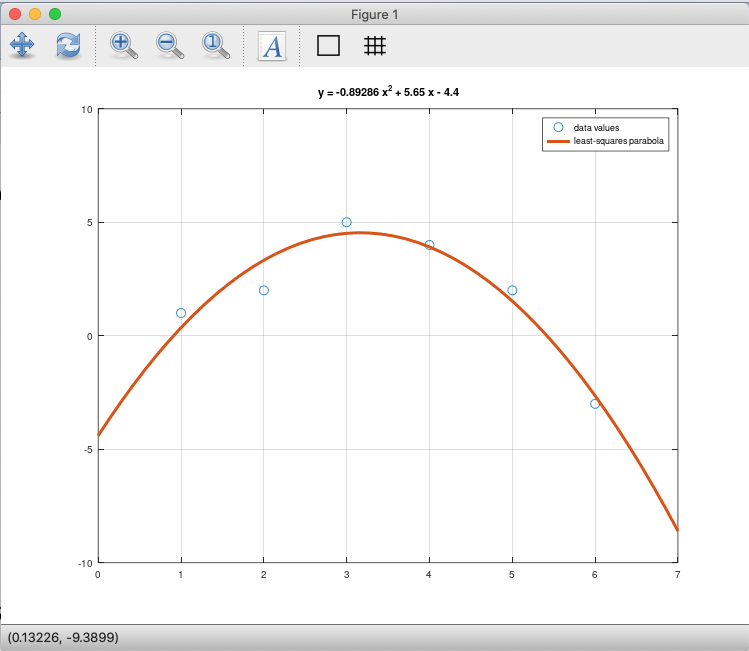 Figure 1
1
A
y = -0.89286 x² + 5.65 x - 4.4
data values
least-squares parabola
10
5
0
-5
-10
0 1 2 3 4 5 6 7
(0.13226, -9.3899)